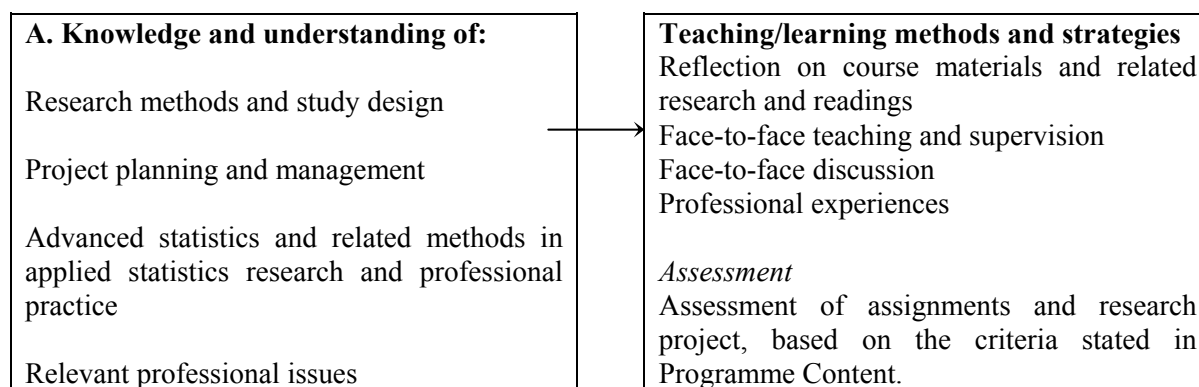 A. Knowledge and understanding of:
Research methods and study design
Project planning and management
Advanced statistics and related methods in
applied statistics research and professional
practice
Relevant professional issues
Teaching/learning methods and strategies
Reflection on course materials and related
research and readings
Face-to-face teaching and supervision
Face-to-face discussion
Professional experiences
Assessment
Assessment of assignments and research
project, based on the criteria stated in
Programme Content.